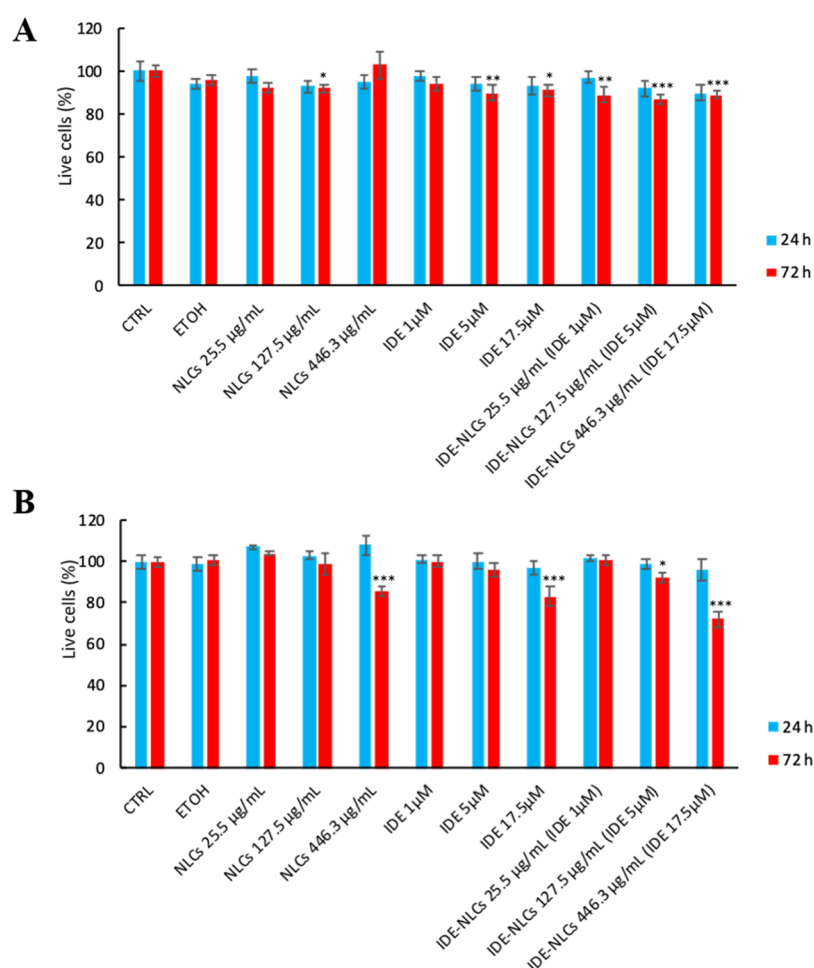 A
120
100
80
60
40
20
0
Live cells (%)
* ** * ** *** ***
24 h
72 h
CTRL
ETOH
NLCs 25.5 µg/mL
NLCs 127.5 µg/mL
NLCs 446.3 µg/mL
IDE 1µM
IDE 5µM
IDE 17.5µM
IDE-NLCs 25.5 µg/mL (IDE 1µM)
IDE-NLCs 127.5 µg/mL (IDE 5µM)
IDE-NLCs 446.3 µg/mL (IDE 17.5µM)
B
120
100
80
60
40
20
0
Live cells (%)
*** *** * ***
24 h
72 h
CTRL
ETOH
NLCs 25.5 µg/mL
NLCs 127.5 µg/mL
NLCs 446.3 µg/mL
IDE 1µM
IDE 5µM
IDE 17.5µM
IDE-NLCs 25.5 µg/mL (IDE 1µM)
IDE-NLCs 127.5 µg/mL (IDE 5µM)
IDE-NLCs 446.3 µg/mL (IDE 17.5µM)